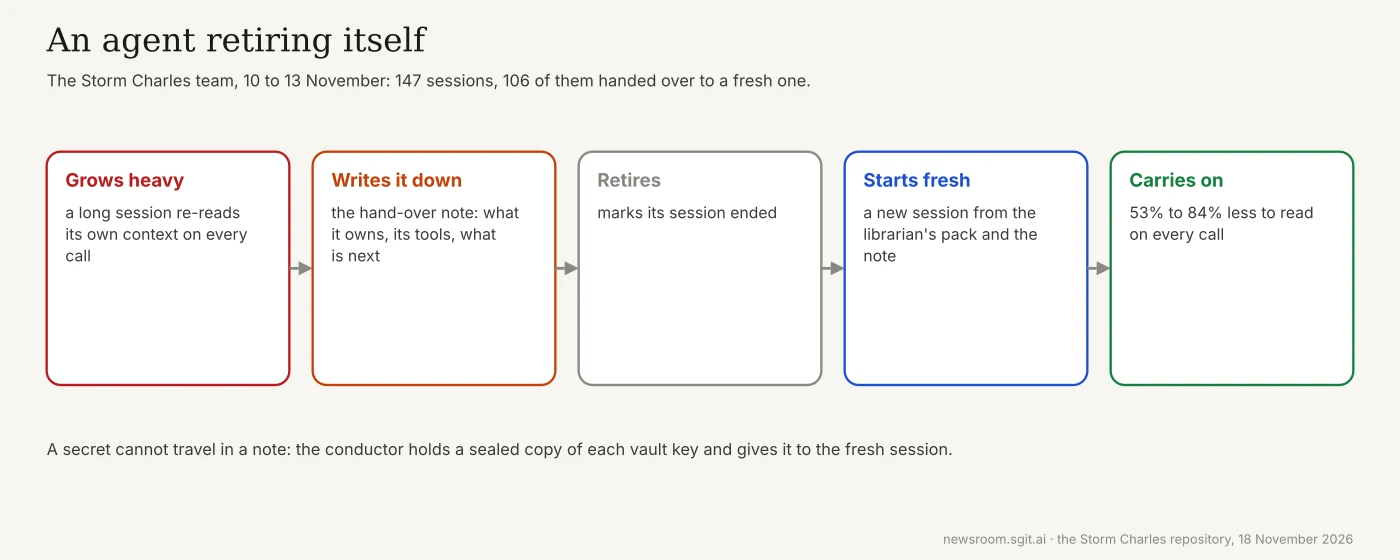 An agent retiring itself
The Storm Charles team, 10 to 13 November: 147 sessions, 106 of them handed over to a fresh one.
Grows heavy
a long session re-reads
its own context on every
call
Writes it down
the hand-over note: what
it owns, its tools, what
is next
Retires
marks its session ended
Starts fresh
a new session from the
librarian's pack and the
note
Carries on
53% to 84% less to read
on every call
A secret cannot travel in a note: the conductor holds a sealed copy of each vault key and gives it to the fresh session.
newsroom.sgit.ai · the Storm Charles repository, 18 November 2026